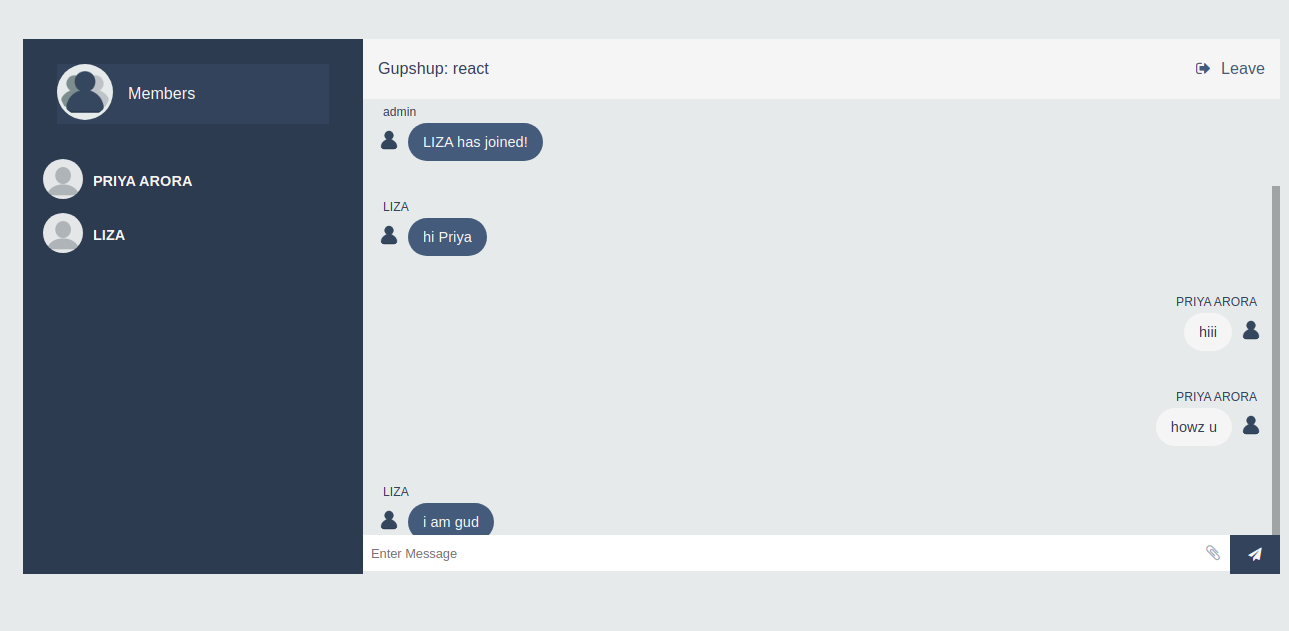 Members
PRIYA ARORA
LIZA
Gupshup: react
Leave
admin
LIZA has joined!
LIZA
hi Priya
PRIYA ARORA
hiii
PRIYA ARORA
howz u
LIZA
i am gud
Enter Message